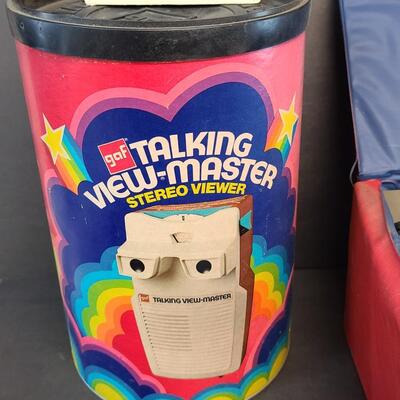 gaf
TALKING
VIEW-MASTER
STEREO VIEWER
gaf TALKING VIEW-MASTER